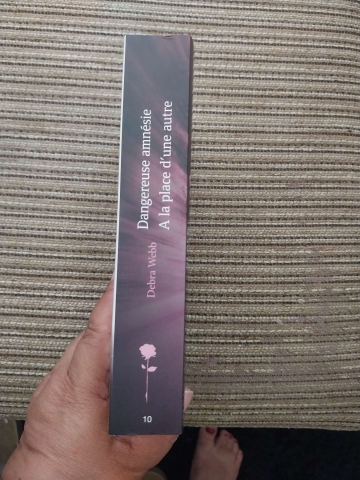 Dangereuse amnésie
A la place d'une autre
Debra Webb
10